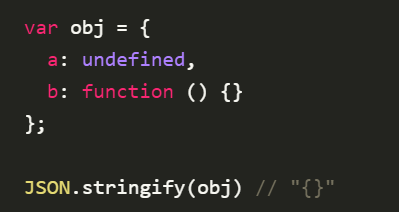 var obj = {
  a: undefined,
  b: function () {}
};

JSON.stringify(obj) // "{}"